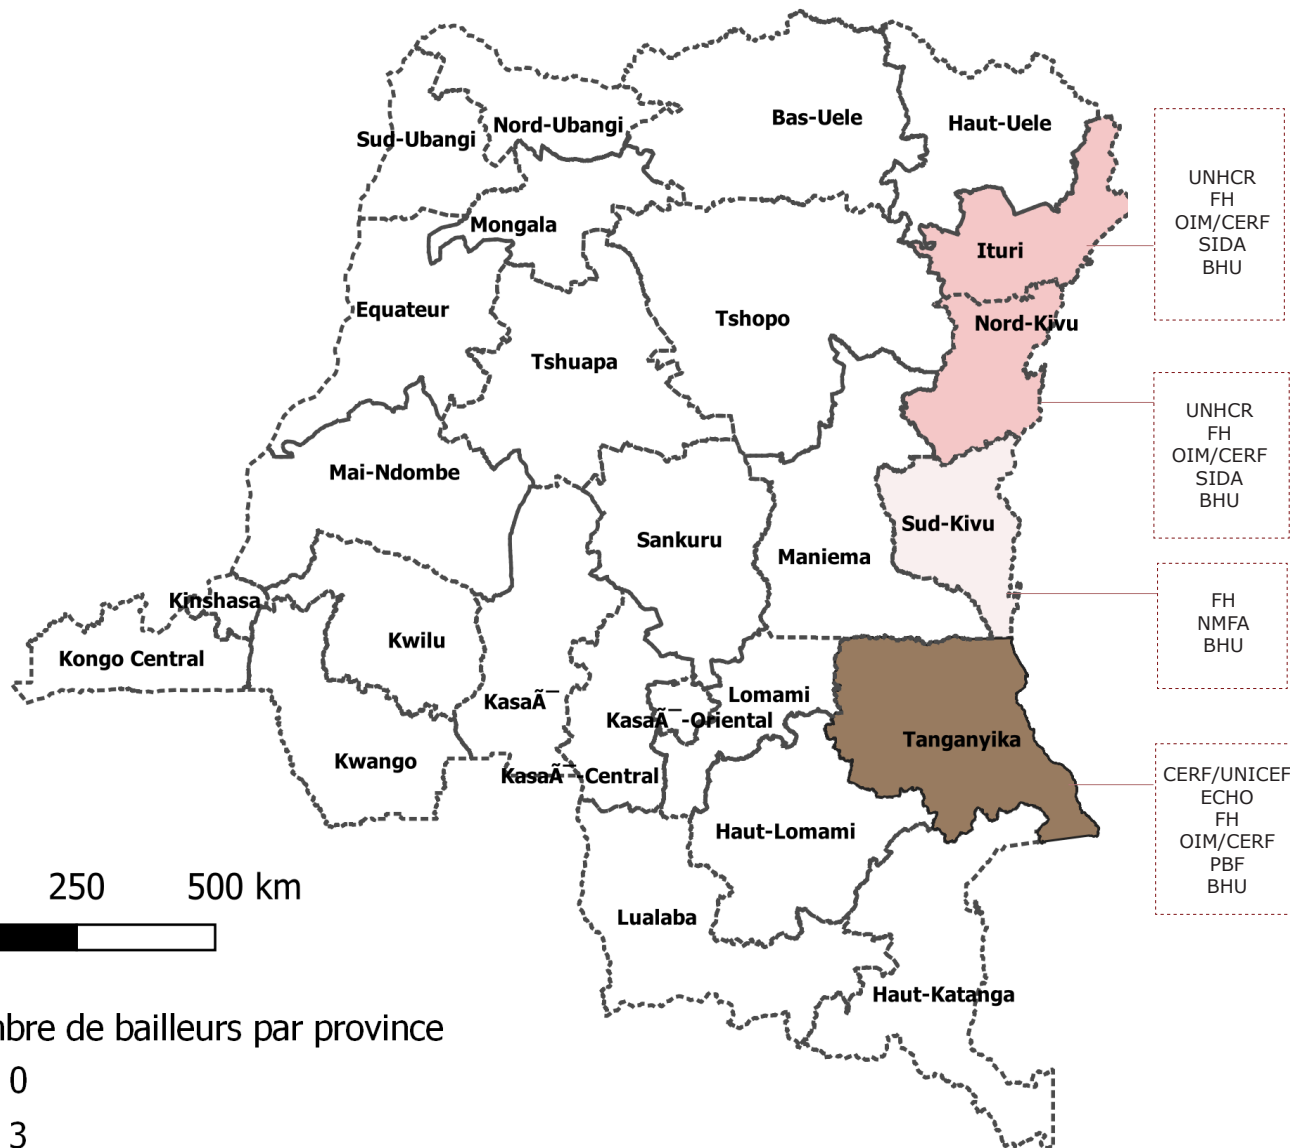 Bas-Uele
Haut-Uele
Nord-Ubangi
Sud-Ubangi
Mongala
Ituri
Equateur
Tshopo
Nord-Kivu
Tshuapa
Mai-Ndombe
Sankuru
Sud-Kivu
Maniema
Kinshasa
Kongo Central
Kwilu
KasaÃ¯
Lomami
KasaÃ¯-Oriental
Tanganyika
Kwango
KasaÃ¯-Central
Haut-Lomami
Lualaba
Haut-Katanga
UNHCR
FH
OIM/CERF
SIDA
BHU
UNHCR
FH
OIM/CERF
SIDA
BHU
FH
NMFA
BHU
CERF/UNICEF
ECHO
FH
OIM/CERF
PBF
BHU
250 500 km
mbre de bailleurs par province
0
3